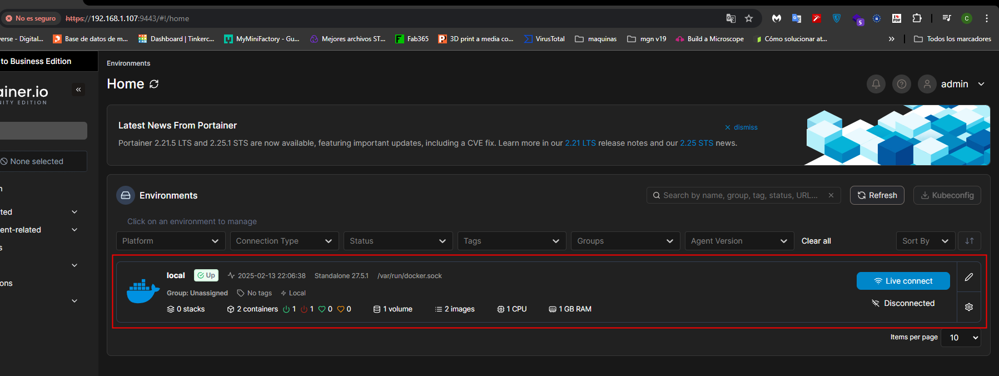 No es seguro https://192.168.1.107:9443/#!/home C
erse - Digital... Base de datos de m... Dashboard | Tinkerc... MyMiniFactory - Gu... Mejores archivos ST... Fab365 3D print a media co... VirusTotal maquinas mgn v19 Build a Microscope Cómo solucionar at... » Todos los marcadores
to Business Edition
Environments
ainer.io
NITY EDITION
Home
admin
Latest News From Portainer
dismiss
Portainer 2.21.5 LTS and 2.25.1 STS are now available, featuring important updates, including a CVE fix. Learn more in our 2.21 LTS release notes and our 2.25 STS news.
None selected
n
ted
ent-related
s
ons
Environments
Search by name, group, tag, status, URL...
Refresh
Kubeconfig
Click on an environment to manage
Platform Connection Type Status Tags Groups Agent Version Clear all Sort By
local Up 2025-02-13 22:06:38 Standalone 27.5.1 /var/run/docker.sock
Live connect
Group: Unassigned No tags Local
Disconnected
0 stacks 2 containers 1 1 0 0 1 volume 2 images 1 CPU 1 GB RAM
Items per page 10